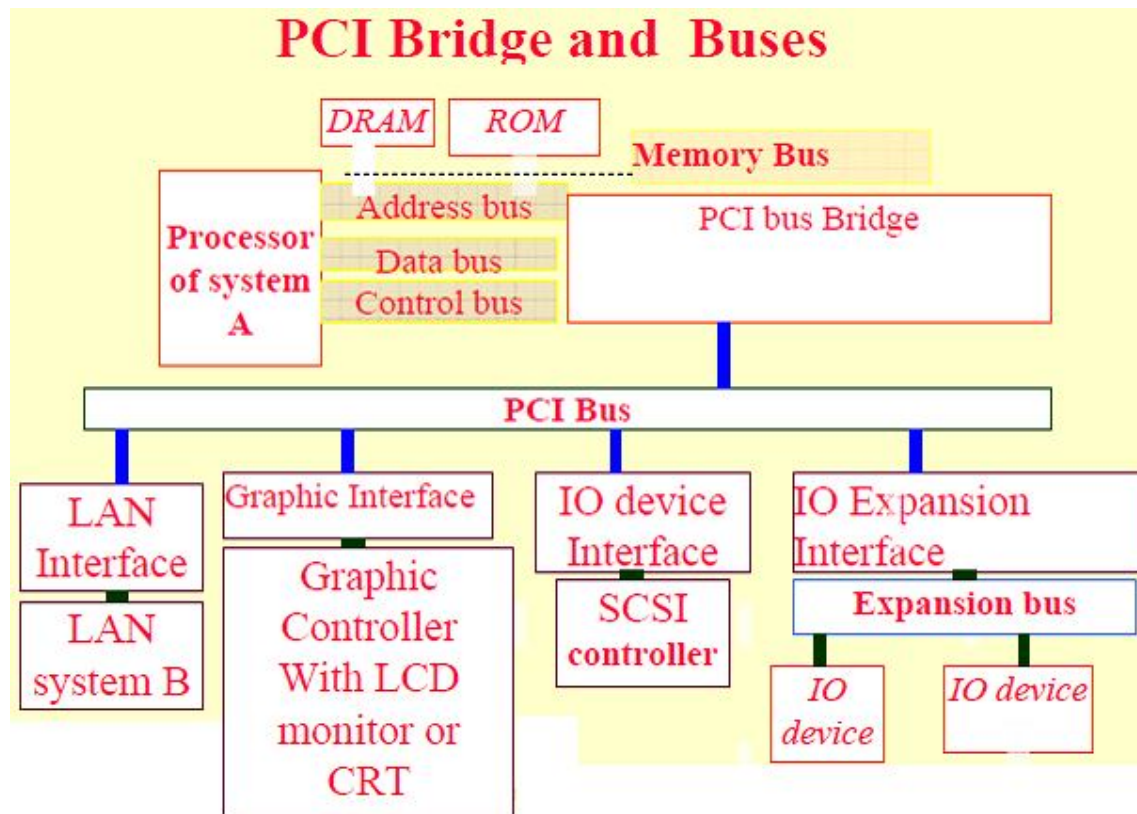 PCI Bridge and Buses
DRAM
ROM
Memory Bus
Address bus
PCI bus Bridge
Processor
of system
A
Data bus
Control bus
PCI Bus
LAN
Interface
Graphic Interface
IO device
Interface
IO Expansion
Interface
LAN
system B
Graphic
Controller
With LCD
monitor or
CRT
SCSI
controller
Expansion bus
IO
device
IO device